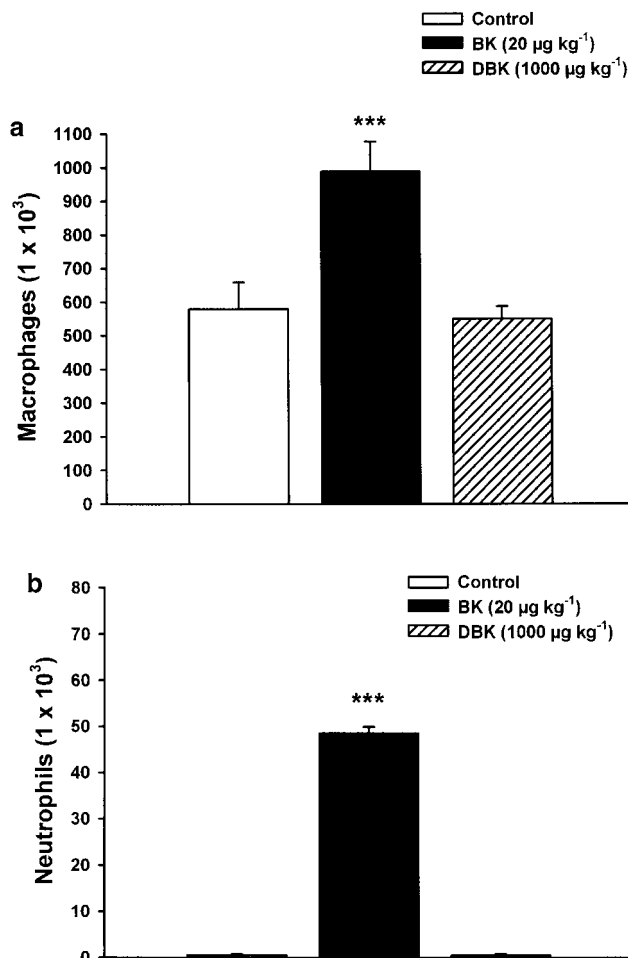 Control
BK (20 µg kg⁻¹)
DBK (1000 µg kg⁻¹)
a
Macrophages (1 x 10³)
1100
1000
900
800
700
600
500
400
300
200
100
0
***
b
Neutrophils (1 x 10³)
80
70
60
50
40
30
20
10
0
Control
BK (20 µg kg⁻¹)
DBK (1000 µg kg⁻¹)
***